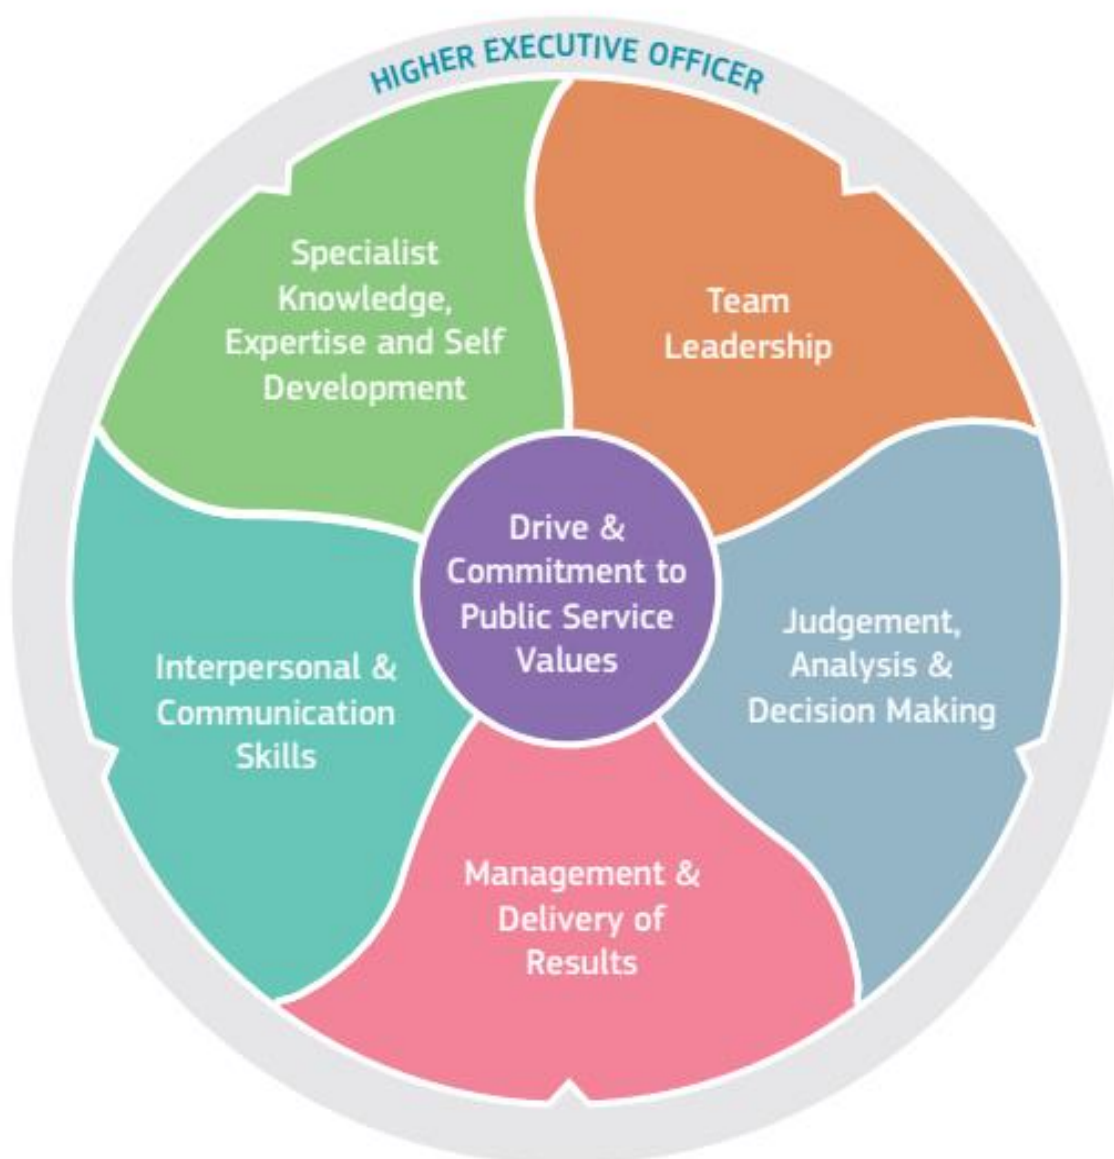 HIGHER EXECUTIVE OFFICER
Specialist
Knowledge,
Expertise and Self
Development
Team
Leadership
Drive &
Commitment to
Public Service
Values
Judgement,
Analysis &
Decision Making
Interpersonal &
Communication
Skills
Management &
Delivery of
Results